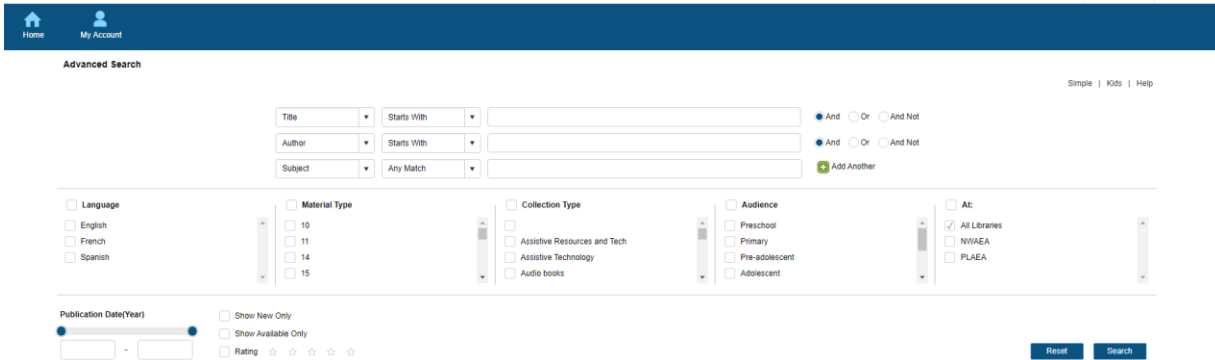 Home My Account
Advanced Search
Simple | Kids | Help
Title Starts With And Or And Not
Author Starts With And Or And Not
Subject Any Match Add Another
Language Material Type Collection Type Audience At:
English 10 Preschool All Libraries
French 11 Assistive Resources and Tech Primary NWAEA
Spanish 14 Assistive Technology Pre-adolescent PLAEA
15 Audio books Adolescent
Publication Date(Year) Show New Only
Show Available Only
- Rating Reset Search